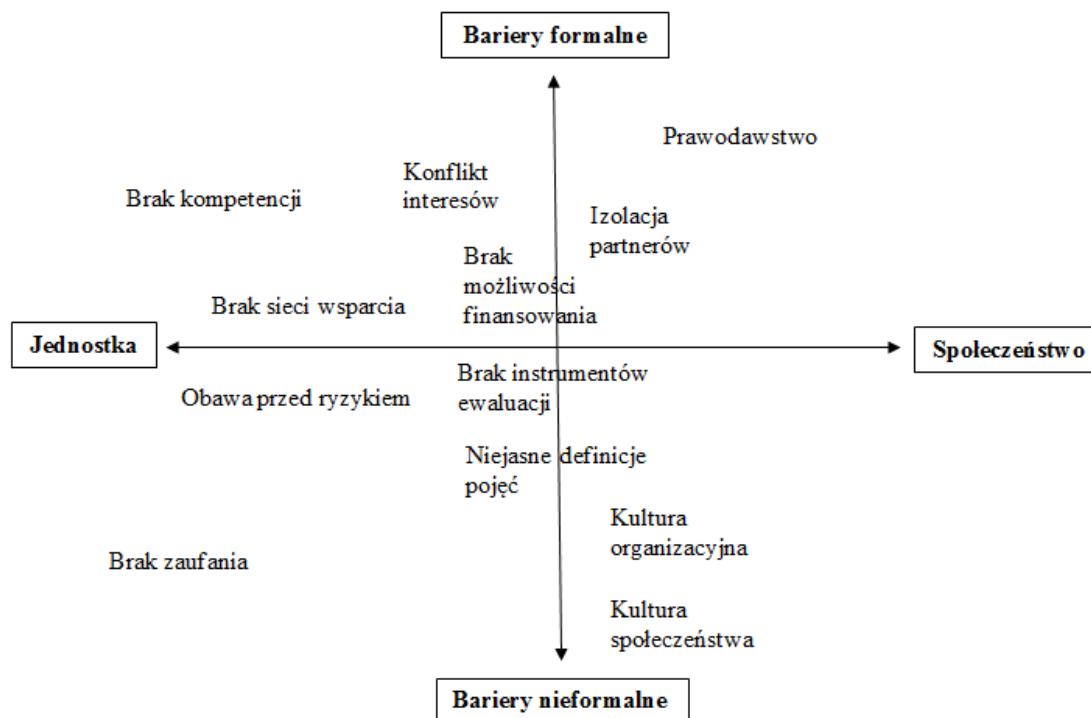 Bariery formalne
Prawodawstwo
Konflikt
interesów
Brak kompetencji
Izolacja
partnerów
Brak
możliwości
finansowania
Brak sieci wsparcia
Jednostka
Społeczeństwo
Brak instrumentów
ewaluacji
Obawa przed ryzykiem
Niejasne definicje
pojęć
Kultura
organizacyjna
Brak zaufania
Kultura
społeczeństwa
Bariery nieformalne